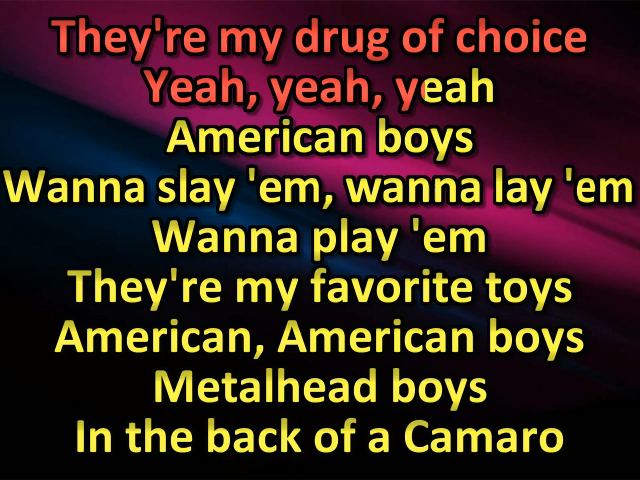 They're my drug of choice
Yeah, yeah, yeah
American boys
Wanna slay 'em, wanna lay 'em
Wanna play 'em
They're my favorite toys
American, American boys
Metalhead boys
In the back of a Camaro